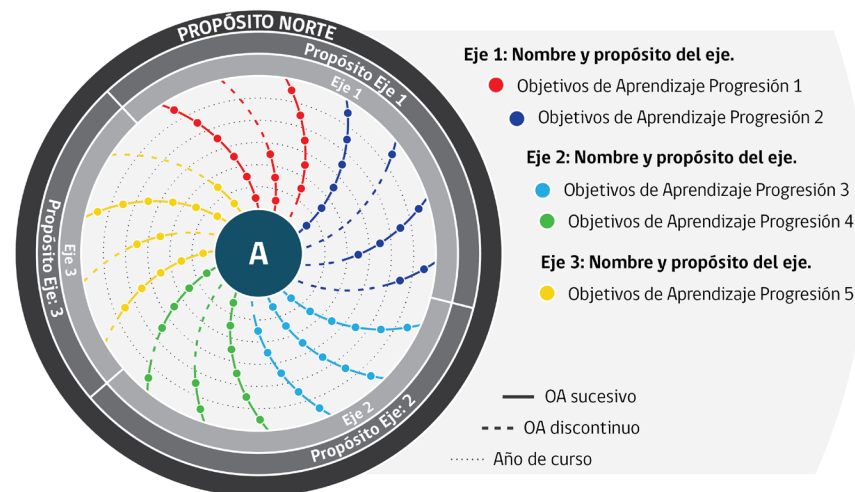 PROPÓSITO NORTE
Propósito Eje 1
Eje 1
A
Eje 3
Propósito Eje: 3
Eje 2
Propósito Eje: 2
Eje 1: Nombre y propósito del eje.
Objetivos de Aprendizaje Progresión 1
Objetivos de Aprendizaje Progresión 2
Eje 2: Nombre y propósito del eje.
Objetivos de Aprendizaje Progresión 3
Objetivos de Aprendizaje Progresión 4
Eje 3: Nombre y propósito del eje.
Objetivos de Aprendizaje Progresión 5
OA sucesivo
OA discontinuo
Año de curso